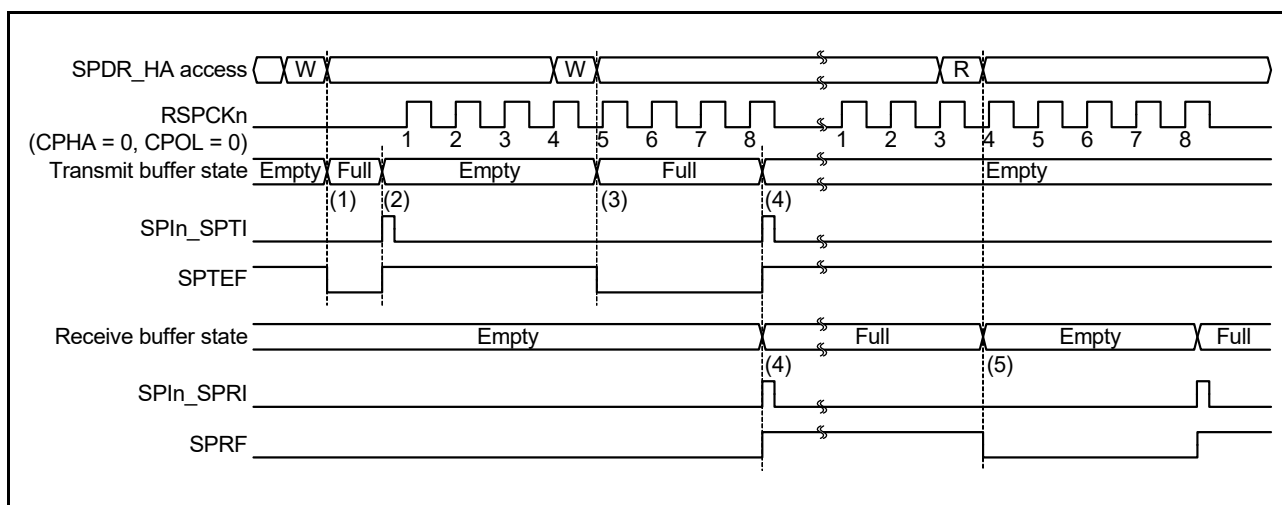 SPDR_HA access W W R
RSPCKn
(CPHA = 0, CPOL = 0) 1 2 3 4 5 6 7 8 1 2 3 4 5 6 7 8
Transmit buffer state Empty Full Empty Full Empty
(1) (2) (3) (4)
SPIn_SPTI
SPTEF
Receive buffer state Empty Full Empty Full
(4) (5)
SPIn_SPRI
SPRF